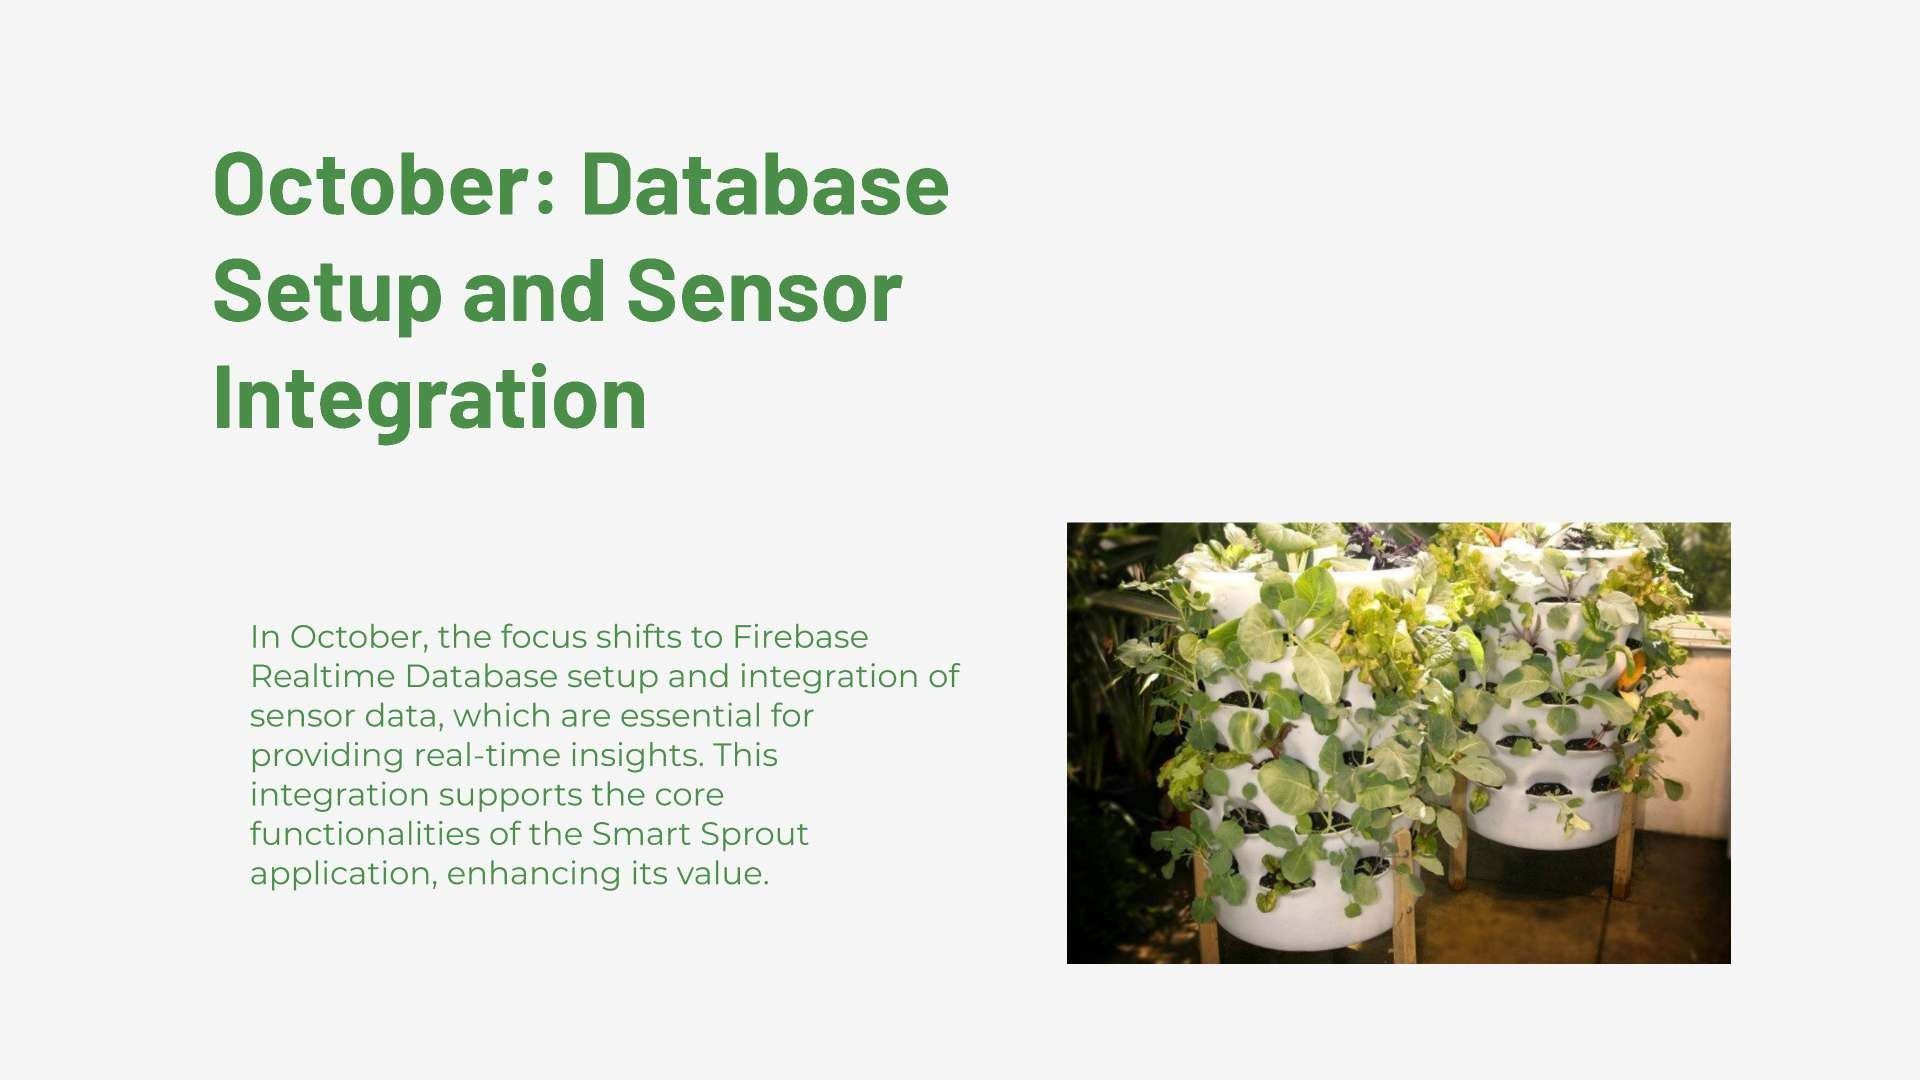 October: Database
Setup and Sensor
Integration
In October, the focus shifts to Firebase
Realtime Database setup and integration of
sensor data, which are essential for
providing real-time insights. This
integration supports the core
functionalities of the Smart Sprout
application, enhancing its value.